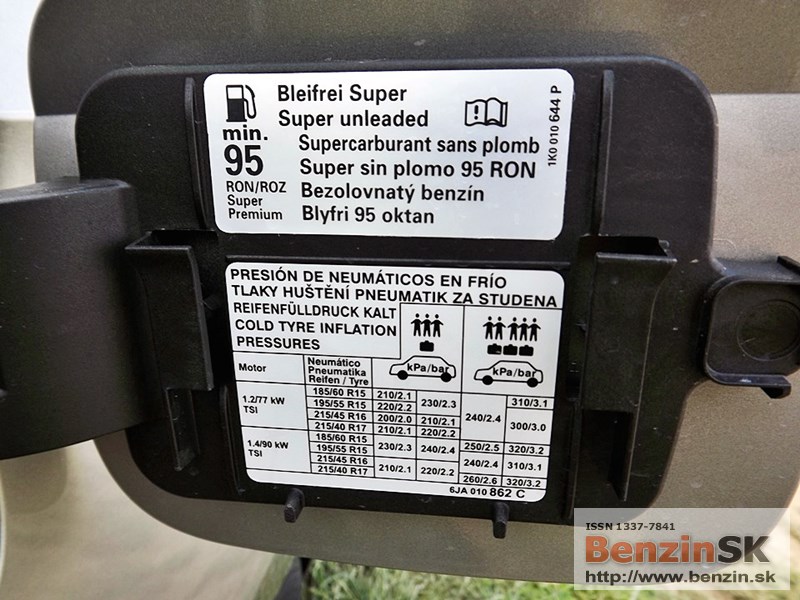 Bleifrei Super
Super unleaded
Supercarburant sans plomb
Super sin plomo 95 RON
Bezolovnatý benzín
Blyfri 95 oktan
min.
95
RON/ROZ
Super
Premium
1K0 010 644 P
PRESIÓN DE NEUMÁTICOS EN FRÍO
TLAKY HUŠTĚNÍ PNEUMATIK ZA STUDENA
REIFENFÜLLDRUCK KALT
COLD TYRE INFLATION
PRESSURES
kPa/bar kPa/bar
Motor
Neumático
Pneumatika
Reifen / Tyre
1.2/77 kW
TSI
185/60 R15 210/2.1 230/2.3 240/2.4 310/3.1
195/55 R15 220/2.2
215/45 R16 200/2.0 210/2.1 300/3.0
215/40 R17 210/2.1 220/2.2
1.4/90 kW
TSI
185/60 R15 230/2.3 240/2.4 250/2.5 320/3.2
195/55 R15
215/45 R16 210/2.1 220/2.2 240/2.4 310/3.1
215/40 R17 260/2.6 320/3.2
6JA 010 862 C
ISSN 1337-7841
BenzinSK
http://www.benzin.sk